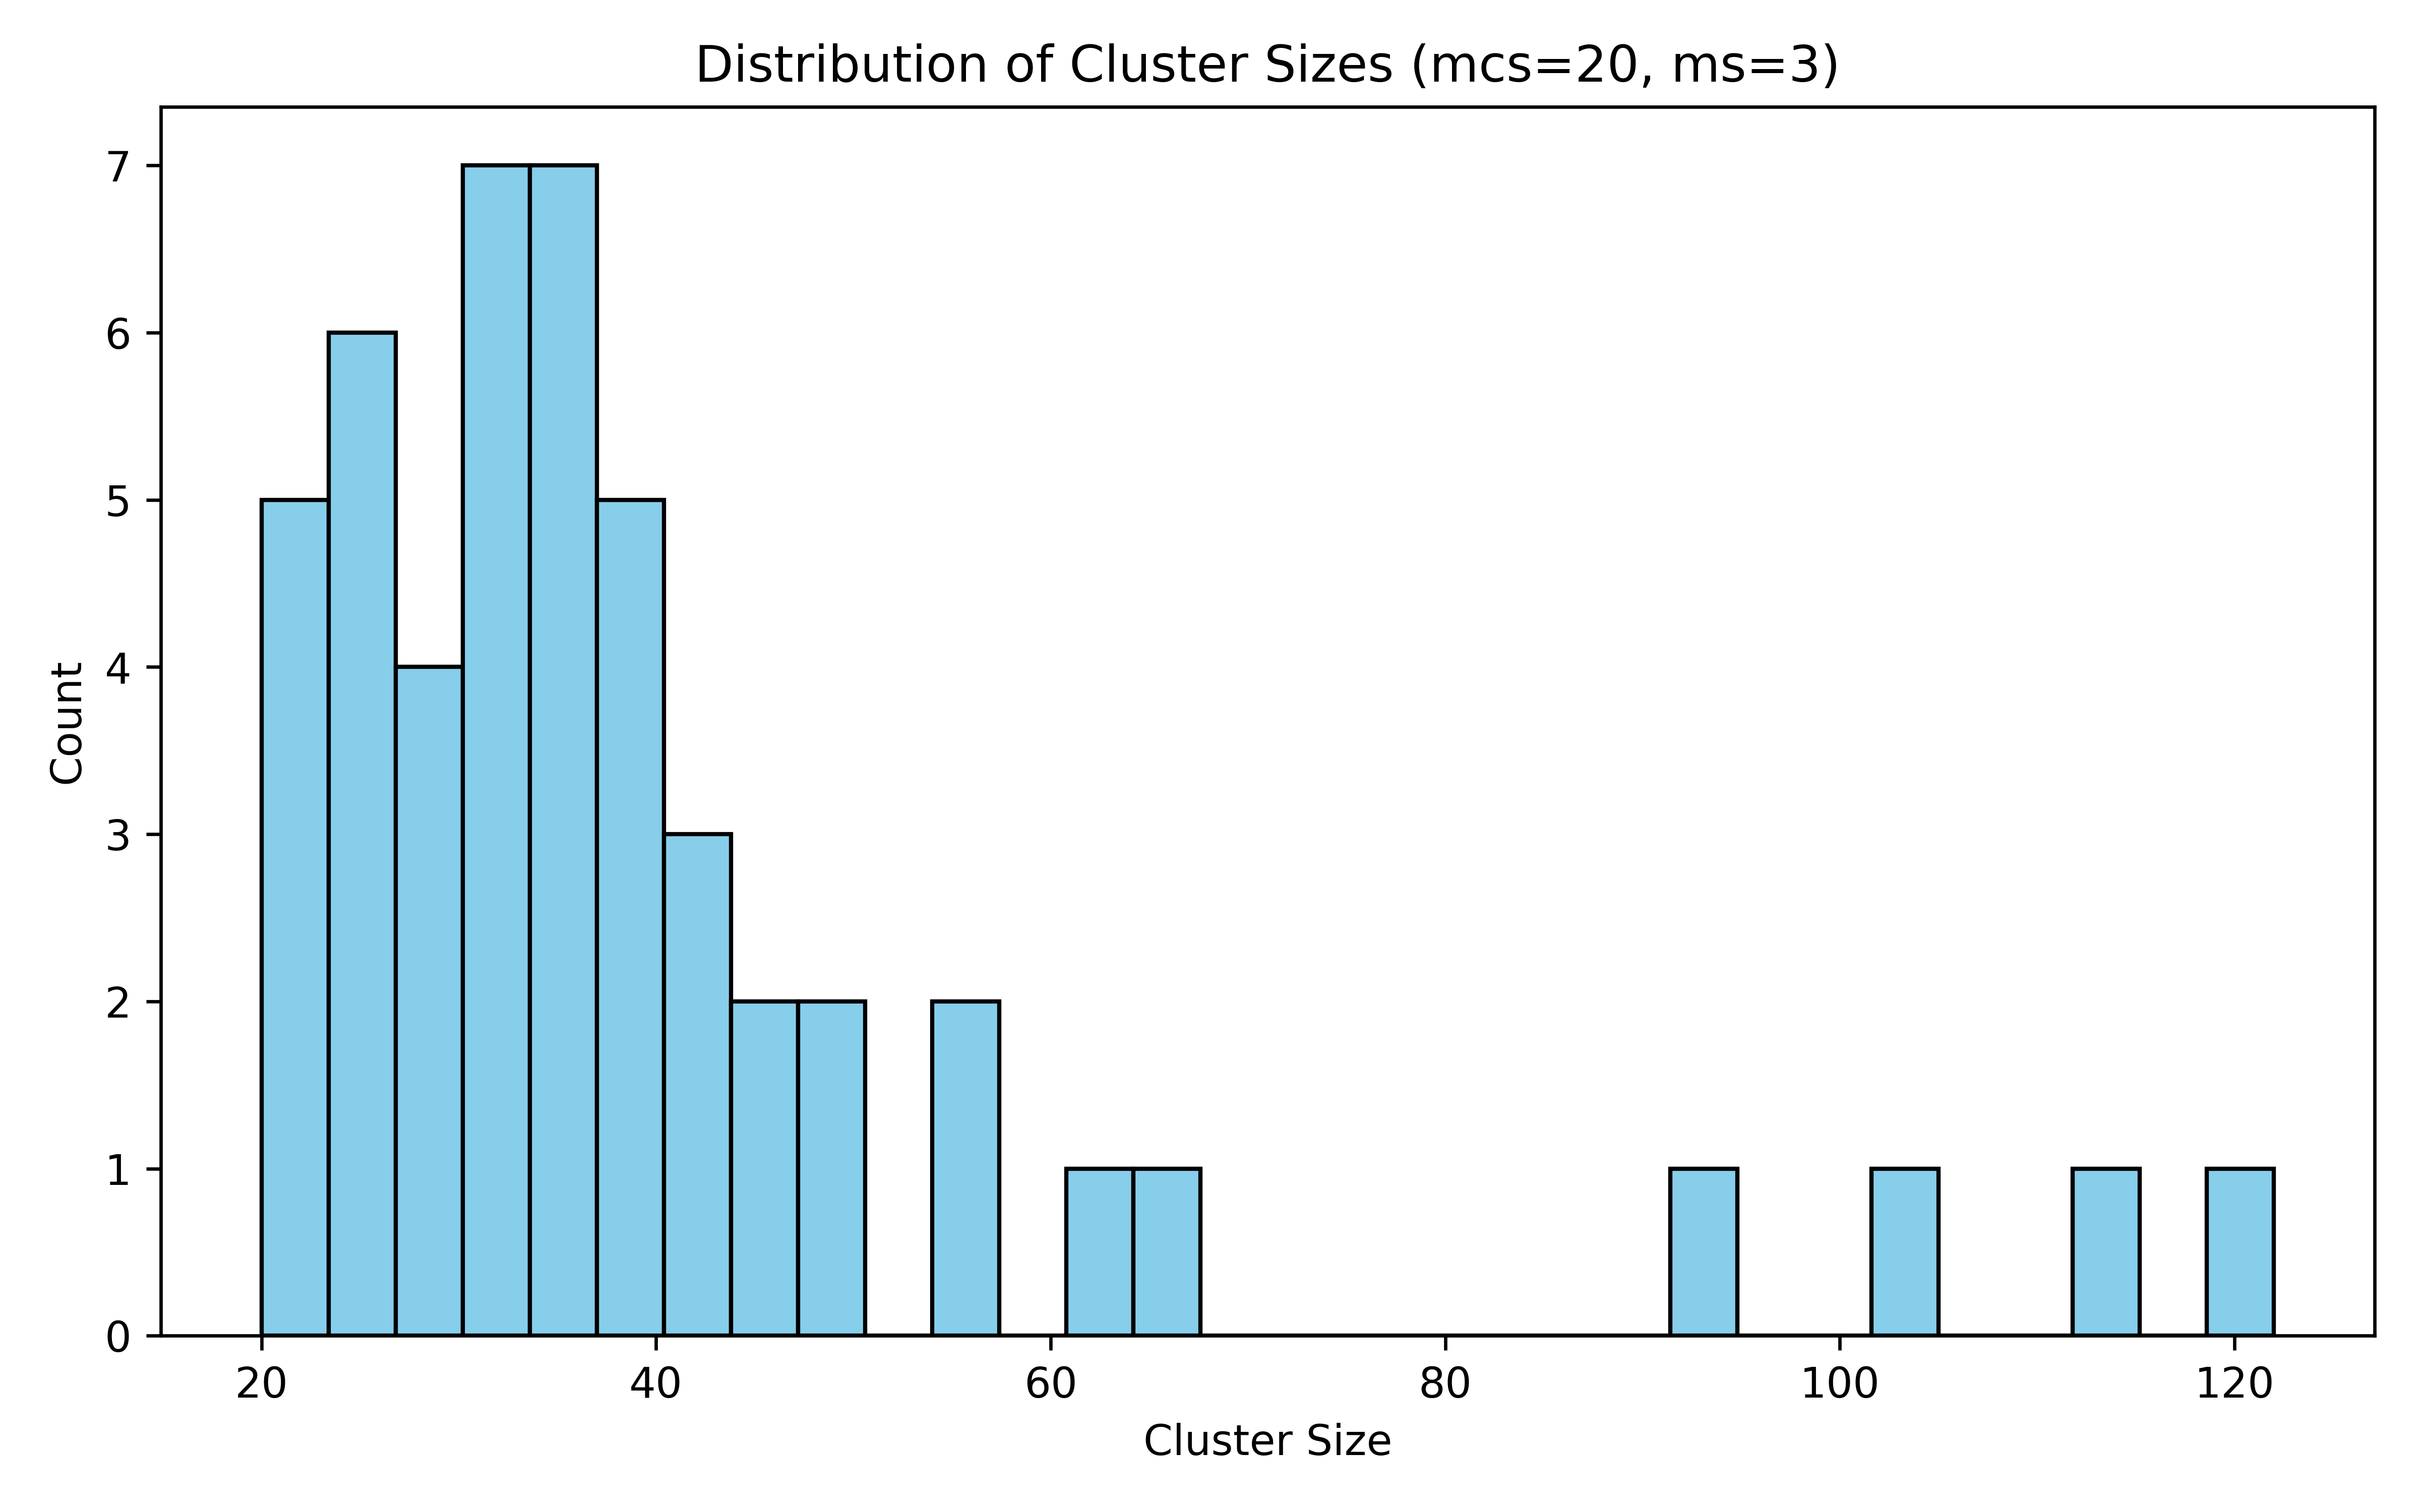 Distribution of Cluster Sizes (mcs=20, ms=3)
7
6
5
4
3
2
1
0
Count
20 40 60 80 100 120
Cluster Size